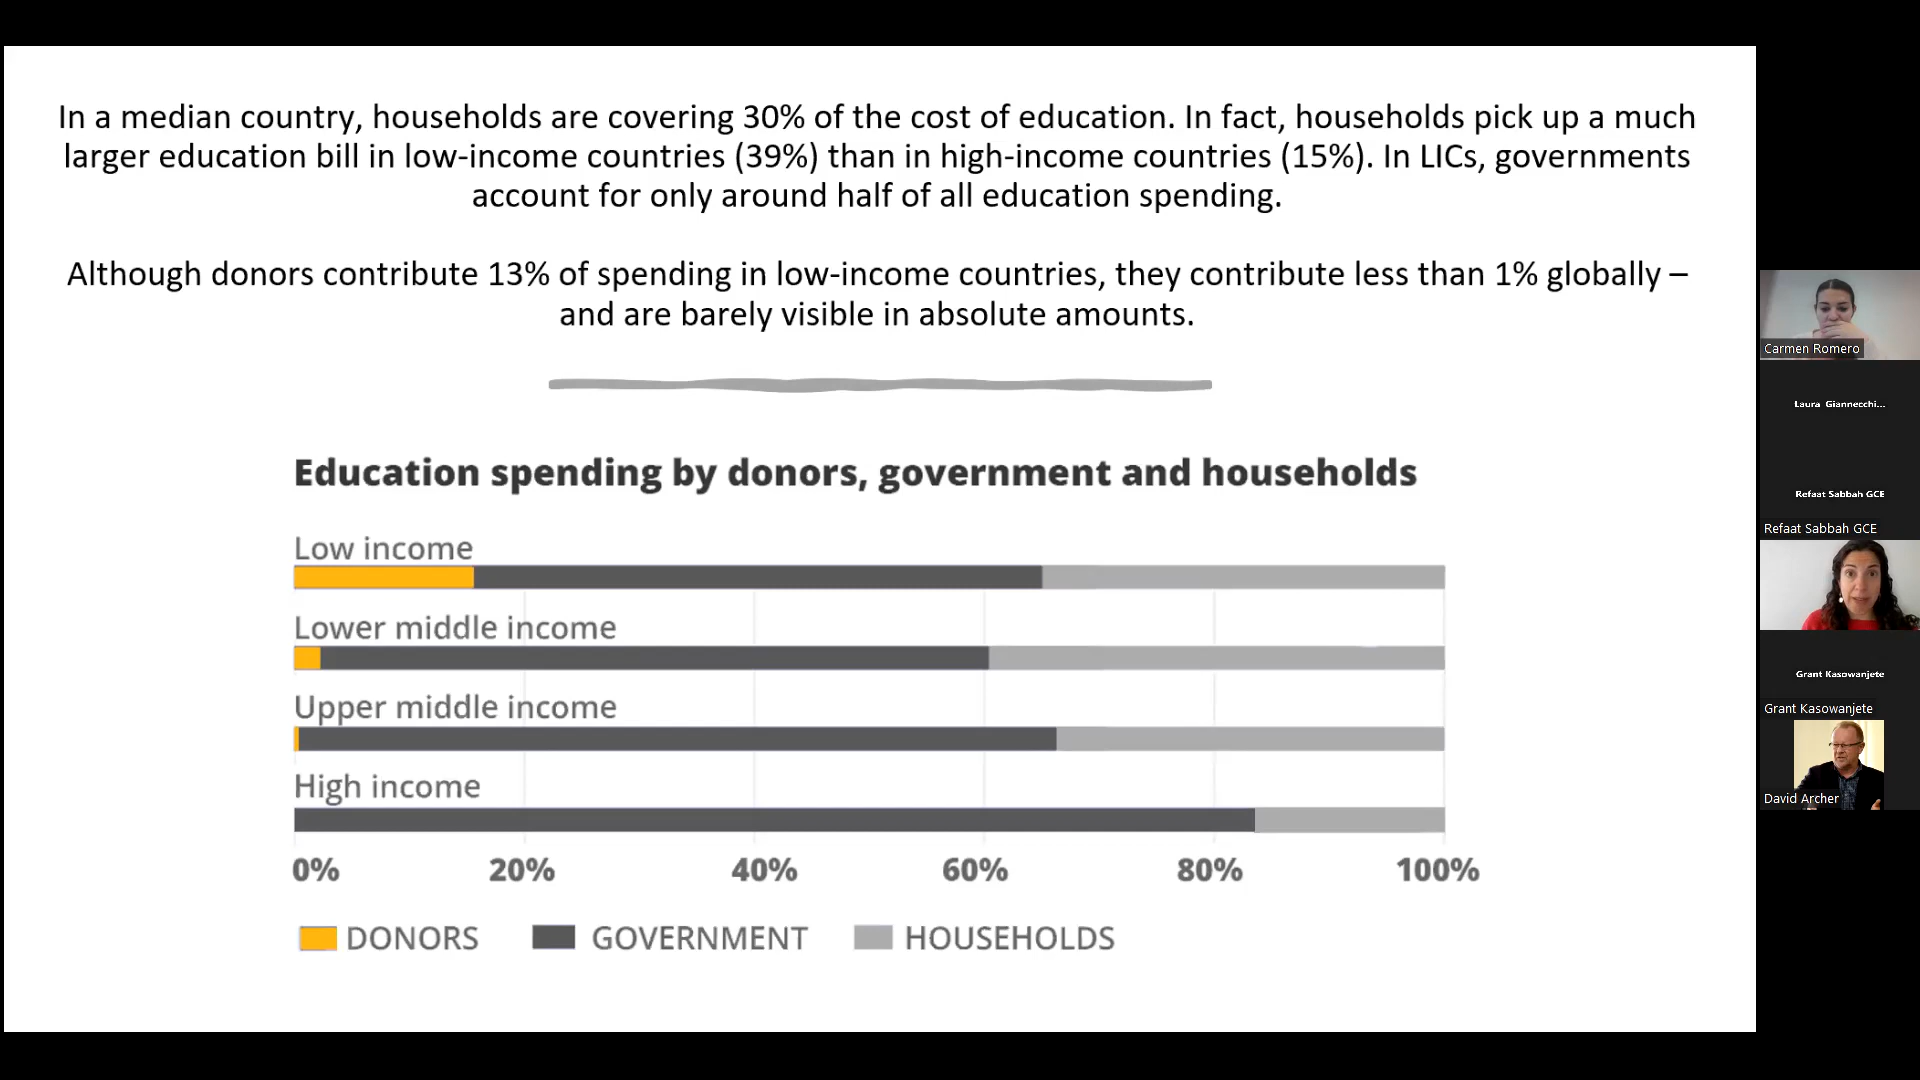 In a median country, households are covering 30% of the cost of education. In fact, households pick up a much
larger education bill in low-income countries (39%) than in high-income countries (15%). In LICs, governments
account for only around half of all education spending.
Although donors contribute 13% of spending in low-income countries, they contribute less than 1% globally –
and are barely visible in absolute amounts.
Education spending by donors, government and households
Low income
Lower middle income
Upper middle income
High income
0% 20% 40% 60% 80% 100%
DONORS GOVERNMENT HOUSEHOLDS
Carmen Romero
Laura Giannecchi...
Refaat Sabbah GCE
Refaat Sabbah GCE
Grant Kasowanjete
Grant Kasowanjete
David Archer